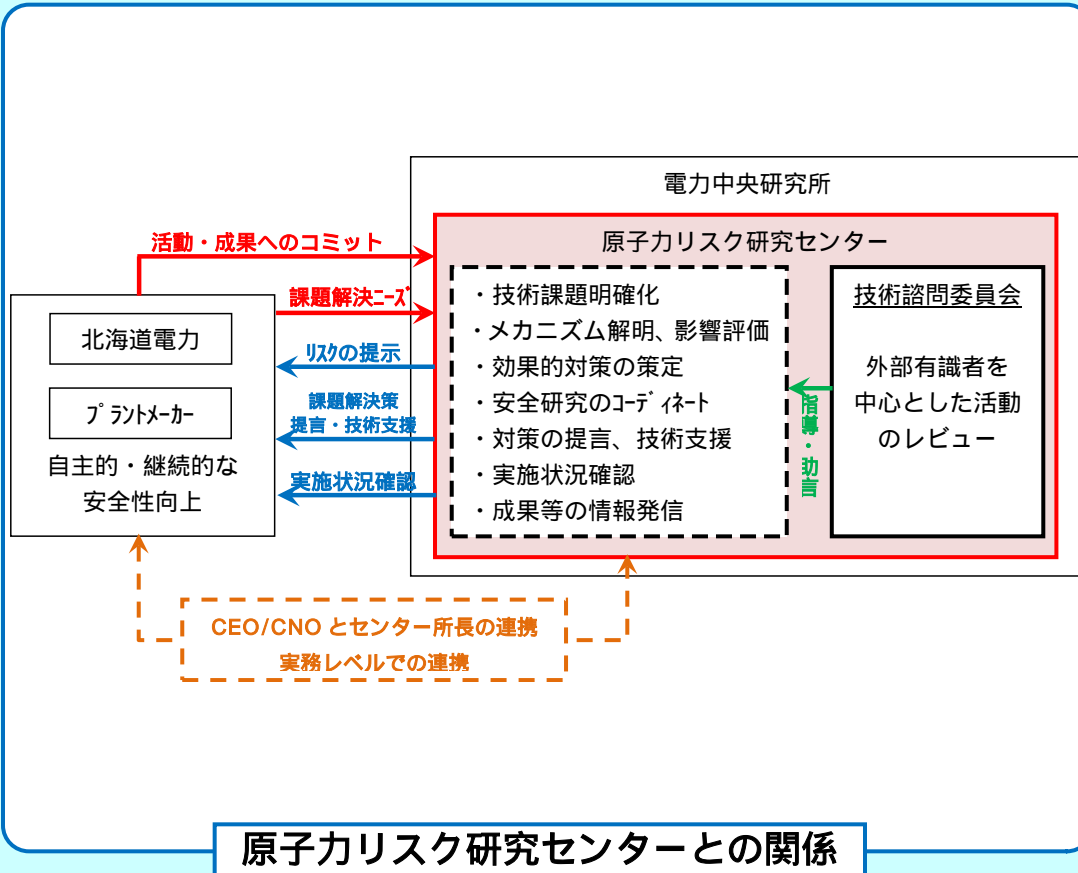 電力中央研究所
原子力リスク研究センター
活動・成果へのコミット
課題解決ﾆｰｽﾞ
リスクの提示
課題解決策
提言・技術支援
実施状況確認
北海道電力
ﾌﾟﾗﾝﾄﾒｰｶｰ
自主的・継続的な
安全性向上
・技術課題明確化
・メカニズム解明、影響評価
・効果的対策の策定
・安全研究のｺｰﾃﾞｨﾈｰﾄ
・対策の提言、技術支援
・実施状況確認
・成果等の情報発信
指導・助言
技術諮問委員会
外部有識者を
中心とした活動
のレビュー
CEO/CNO とセンター所長の連携
実務レベルでの連携
原子力リスク研究センターとの関係